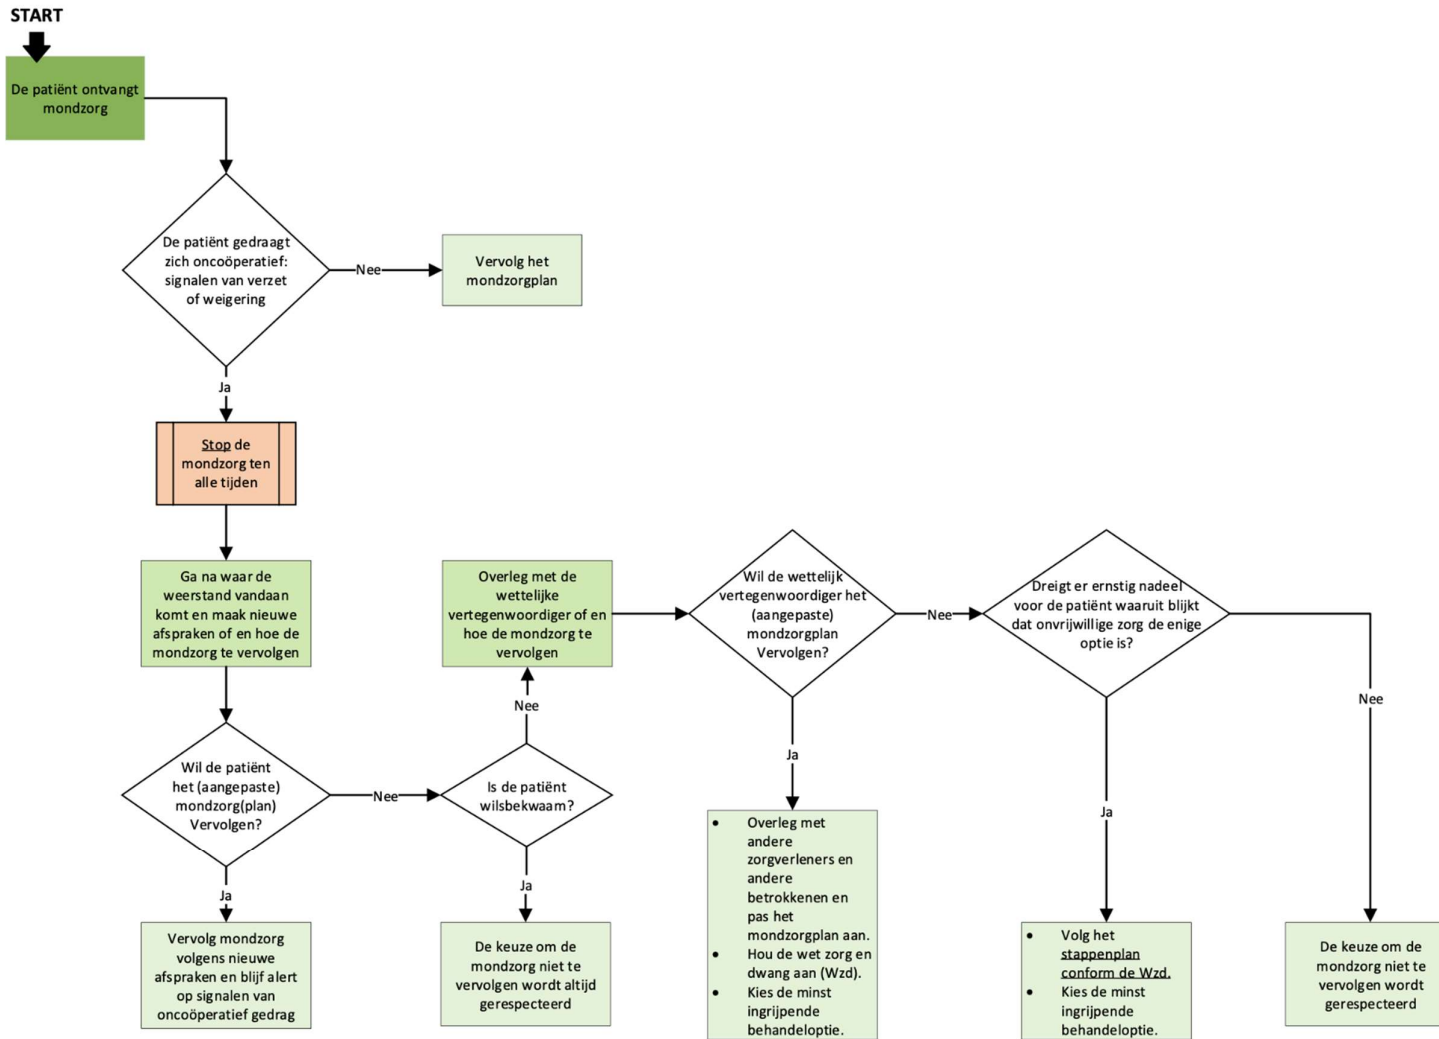 START
De patiënt ontvangt
mondzorg
De patiënt gedraagt
zich oncoöperatief:
signalen van verzet
of weigering
Nee
Vervolg het
mondzorgplan
Ja
Stop de
mondzorg ten
alle tijden
Ga na waar de
weerstand vandaan
komt en maak nieuwe
afspraken of en hoe de
mondzorg te vervolgen
Overleg met de
wettelijke
vertegenwoordiger of en
hoe de mondzorg te
vervolgen
Wil de wettelijk
vertegenwoordiger het
(aangepaste)
mondzorgplan
Vervolgen?
Nee
Dreigt er ernstig nadeel
voor de patiënt waaruit blijkt
dat onvrijwillige zorg de enige
optie is?
Nee
Nee
Wil de patiënt
het (aangepaste)
mondzorg(plan)
Vervolgen?
Nee
Is de patiënt
wilsbekwaam?
Ja
Ja
Ja
Ja
Vervolg mondzorg
volgens nieuwe
afspraken en blijf alert
op signalen van
oncoöperatief gedrag
De keuze om de
mondzorg niet te
vervolgen wordt altijd
gerespecteerd
• Overleg met
andere
zorgverleners en
andere
betrokkenen en
pas het
mondzorgplan aan.
• Hou de wet zorg en
dwang aan (Wzd).
• Kies de minst
ingrijpende
behandeloptie.
• Volg het
stappenplan
conform de Wzd.
• Kies de minst
ingrijpende
behandeloptie.
De keuze om de
mondzorg niet te
vervolgen wordt
gerespecteerd